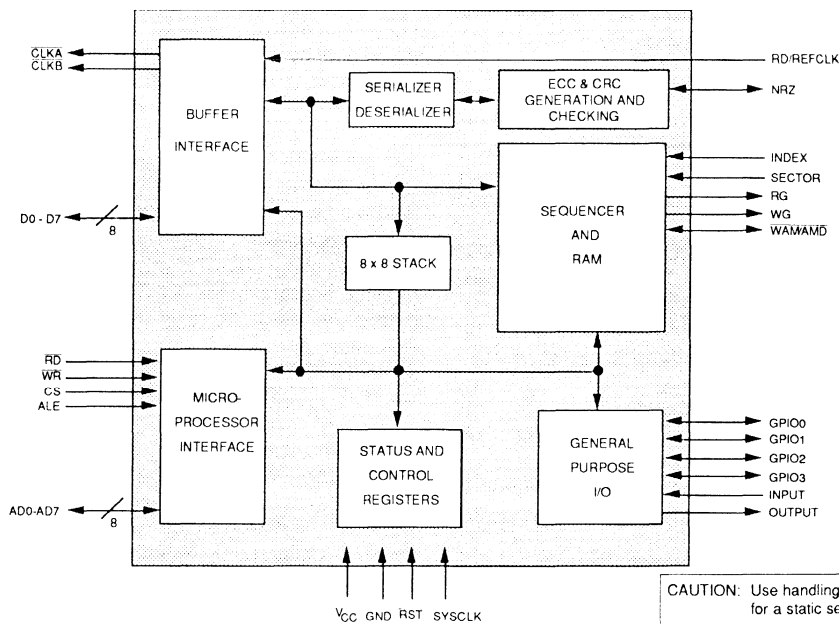 CLKA
CLKB
D0 - D7
8
BUFFER
INTERFACE
SERIALIZER
DESERIALIZER
ECC & CRC
GENERATION AND
CHECKING
RD/REFCLK
NRZ
INDEX
SECTOR
RG
WG
WAM/AMD
SEQUENCER
AND
RAM
8 x 8 STACK
RD
WR
CS
ALE
AD0-AD7
8
MICRO-
PROCESSOR
INTERFACE
STATUS AND
CONTROL
REGISTERS
GENERAL
PURPOSE
I/O
GPIO0
GPIO1
GPIO2
GPIO3
INPUT
OUTPUT
VCC GND RST SYSCLK
CAUTION: Use handling
for a static se